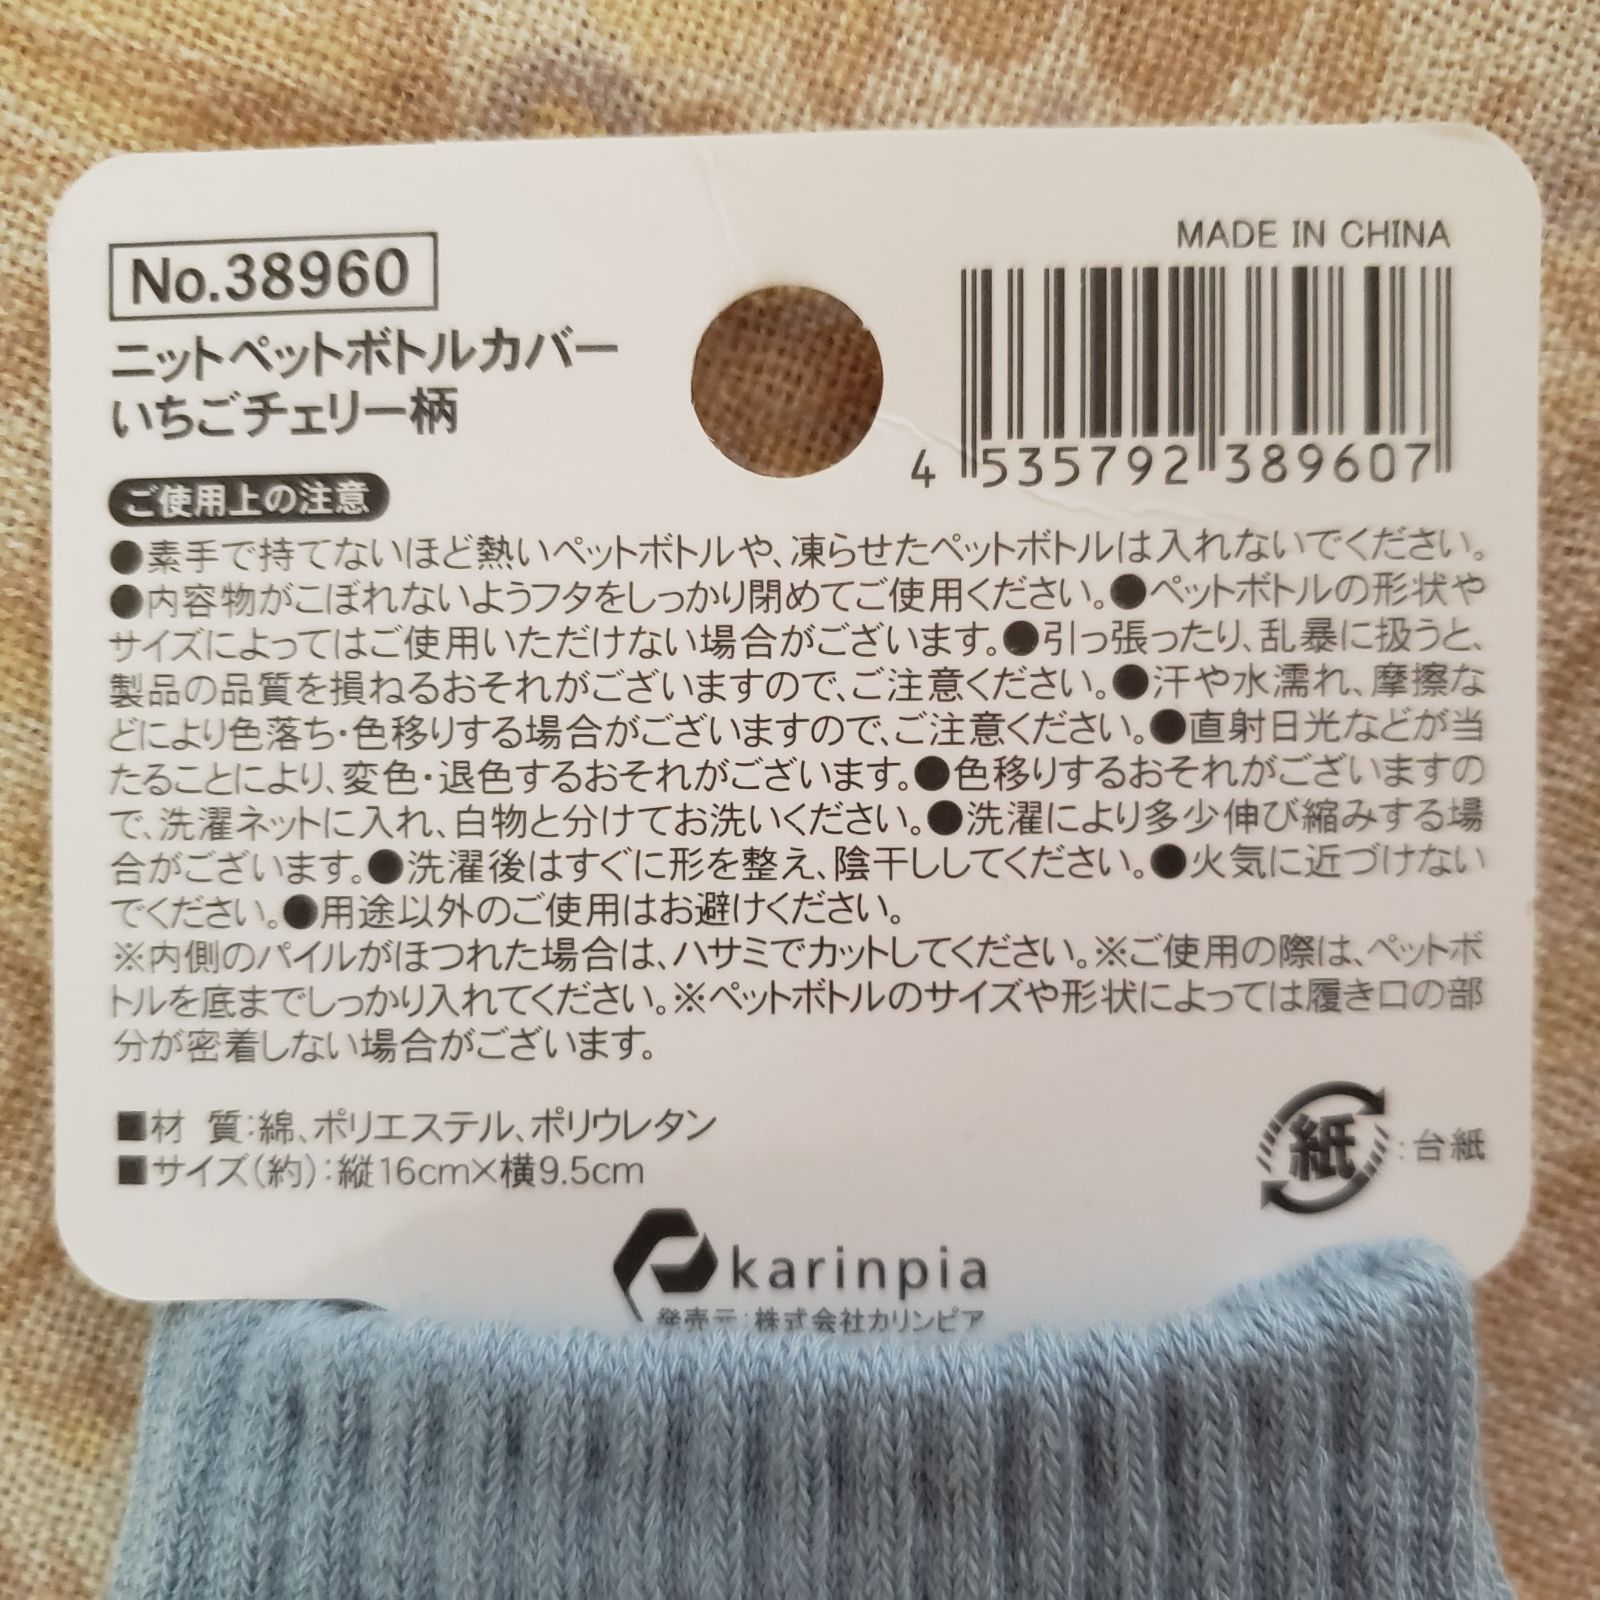 No.38960
ニットペットボトルカバー
いちごチェリー柄
MADE IN CHINA
4 535792 389607
ご使用上の注意
●素手で持てないほど熱いペットボトルや、凍らせたペットボトルは入れないでください。
●内容物がこぼれないようフタをしっかり閉めてご使用ください。●ペットボトルの形状や
サイズによってはご使用いただけない場合がございます。●引っ張ったり、乱暴に扱うと、
製品の品質を損ねるおそれがございますので、ご注意ください。●汗や水濡れ、摩擦な
どにより色落ち・色移りする場合がございますので、ご注意ください。●直射日光などが当
たることにより、変色・退色するおそれがございます。●色移りするおそれがございますの
で、洗濯ネットに入れ、白物と分けてお洗いください。●洗濯により多少伸び縮みする場
合がございます。●洗濯後はすぐに形を整え、陰干ししてください。●火気に近づけない
でください。●用途以外のご使用はお避けください。
※内側のパイルがほつれた場合は、ハサミでカットしてください。※ご使用の際は、ペットボ
トルを底までしっかり入れてください。※ペットボトルのサイズや形状によっては履き口の部
分が密着しない場合がございます。
■材 質:綿、ポリエステル、ポリウレタン
■サイズ(約):縦16cm×横9.5cm
紙:台紙
karinpia
発売元:株式会社カリンピア